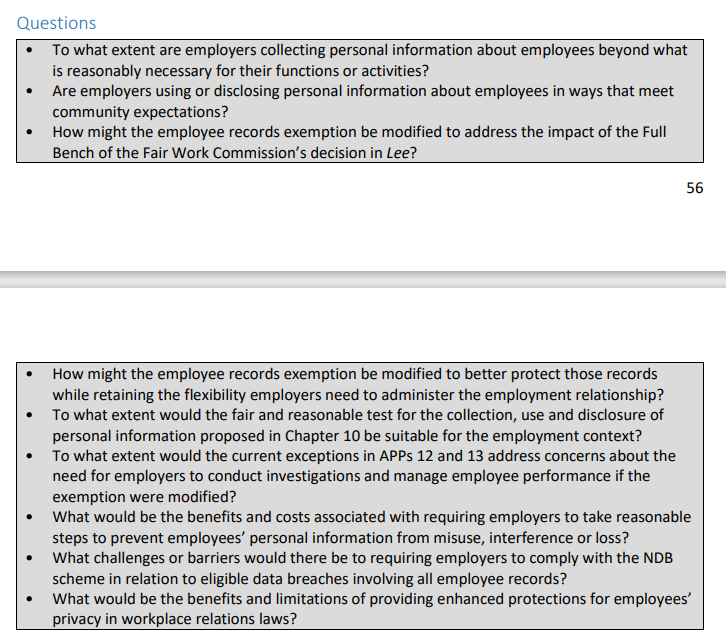 Questions
• To what extent are employers collecting personal information about employees beyond what
is reasonably necessary for their functions or activities?
• Are employers using or disclosing personal information about employees in ways that meet
community expectations?
• How might the employee records exemption be modified to address the impact of the Full
Bench of the Fair Work Commission’s decision in Lee?
56
• How might the employee records exemption be modified to better protect those records
while retaining the flexibility employers need to administer the employment relationship?
• To what extent would the fair and reasonable test for the collection, use and disclosure of
personal information proposed in Chapter 10 be suitable for the employment context?
• To what extent would the current exceptions in APPs 12 and 13 address concerns about the
need for employers to conduct investigations and manage employee performance if the
exemption were modified?
• What would be the benefits and costs associated with requiring employers to take reasonable
steps to prevent employees’ personal information from misuse, interference or loss?
• What challenges or barriers would there be to requiring employers to comply with the NDB
scheme in relation to eligible data breaches involving all employee records?
• What would be the benefits and limitations of providing enhanced protections for employees’
privacy in workplace relations laws?